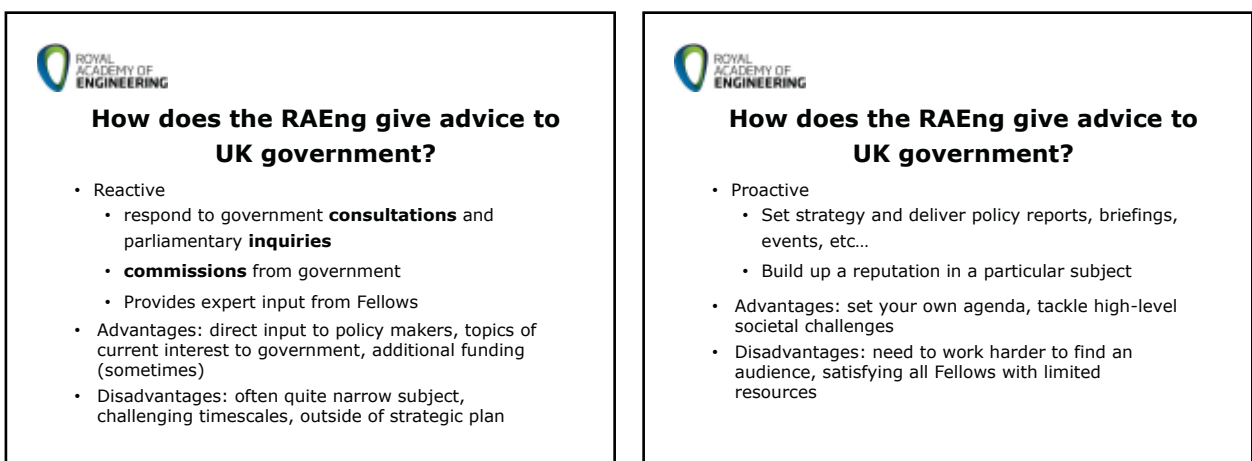 ROYAL
ACADEMY OF
ENGINEERING
How does the RAEng give advice to
UK government?
• Reactive
• respond to government consultations and
parliamentary inquiries
• commissions from government
• Provides expert input from Fellows
• Advantages: direct input to policy makers, topics of
current interest to government, additional funding
(sometimes)
• Disadvantages: often quite narrow subject,
challenging timescales, outside of strategic plan
ROYAL
ACADEMY OF
ENGINEERING
How does the RAEng give advice to
UK government?
• Proactive
• Set strategy and deliver policy reports, briefings,
events, etc…
• Build up a reputation in a particular subject
• Advantages: set your own agenda, tackle high-level
societal challenges
• Disadvantages: need to work harder to find an
audience, satisfying all Fellows with limited
resources